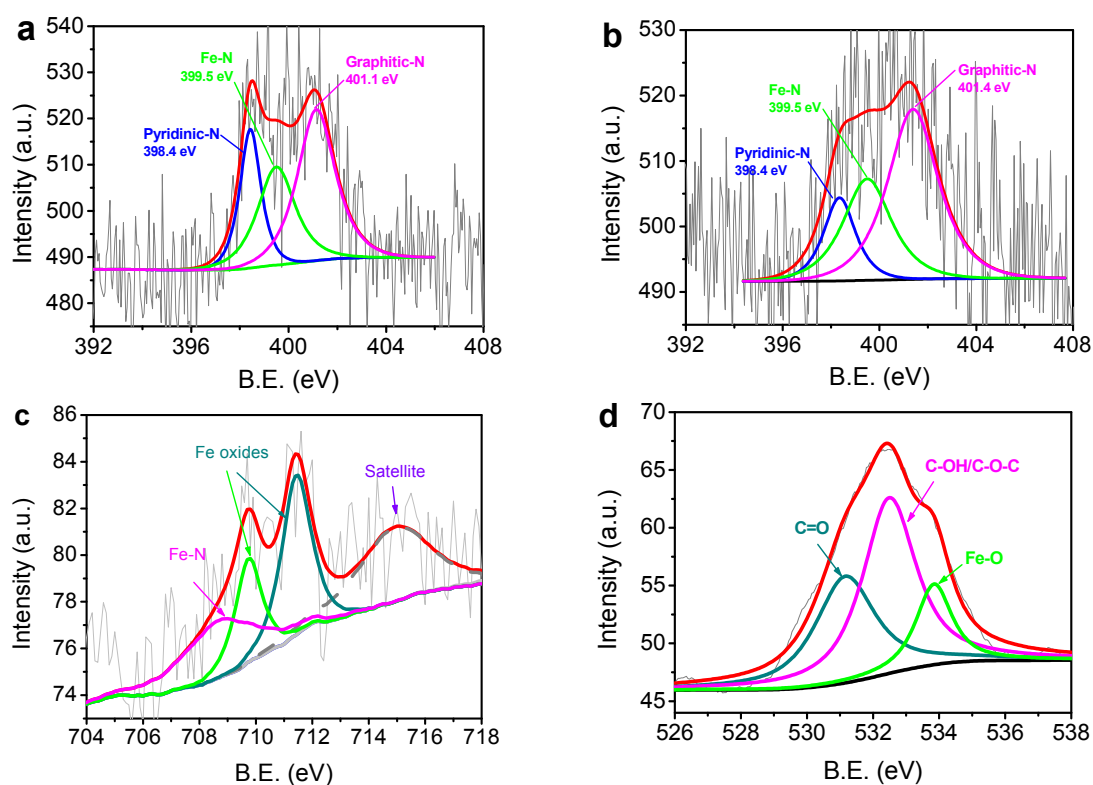 a
Fe-N
399.5 eV
Graphitic-N
401.1 eV
Pyridinic-N
398.4 eV
Intensity (a.u.)
540
530
520
510
500
490
480
392 396 400 404 408
B.E. (eV)
b
Graphitic-N
401.4 eV
Fe-N
399.5 eV
Pyridinic-N
398.4 eV
Intensity (a.u.)
530
520
510
500
490
392 396 400 404 408
B.E. (eV)
c
Fe oxides
Satellite
Fe-N
Intensity (a.u.)
86
84
82
80
78
76
74
704 706 708 710 712 714 716 718
B.E. (eV)
d
C-OH/C-O-C
C=O
Fe-O
Intensity (a.u.)
70
65
60
55
50
45
526 528 530 532 534 536 538
B.E. (eV)